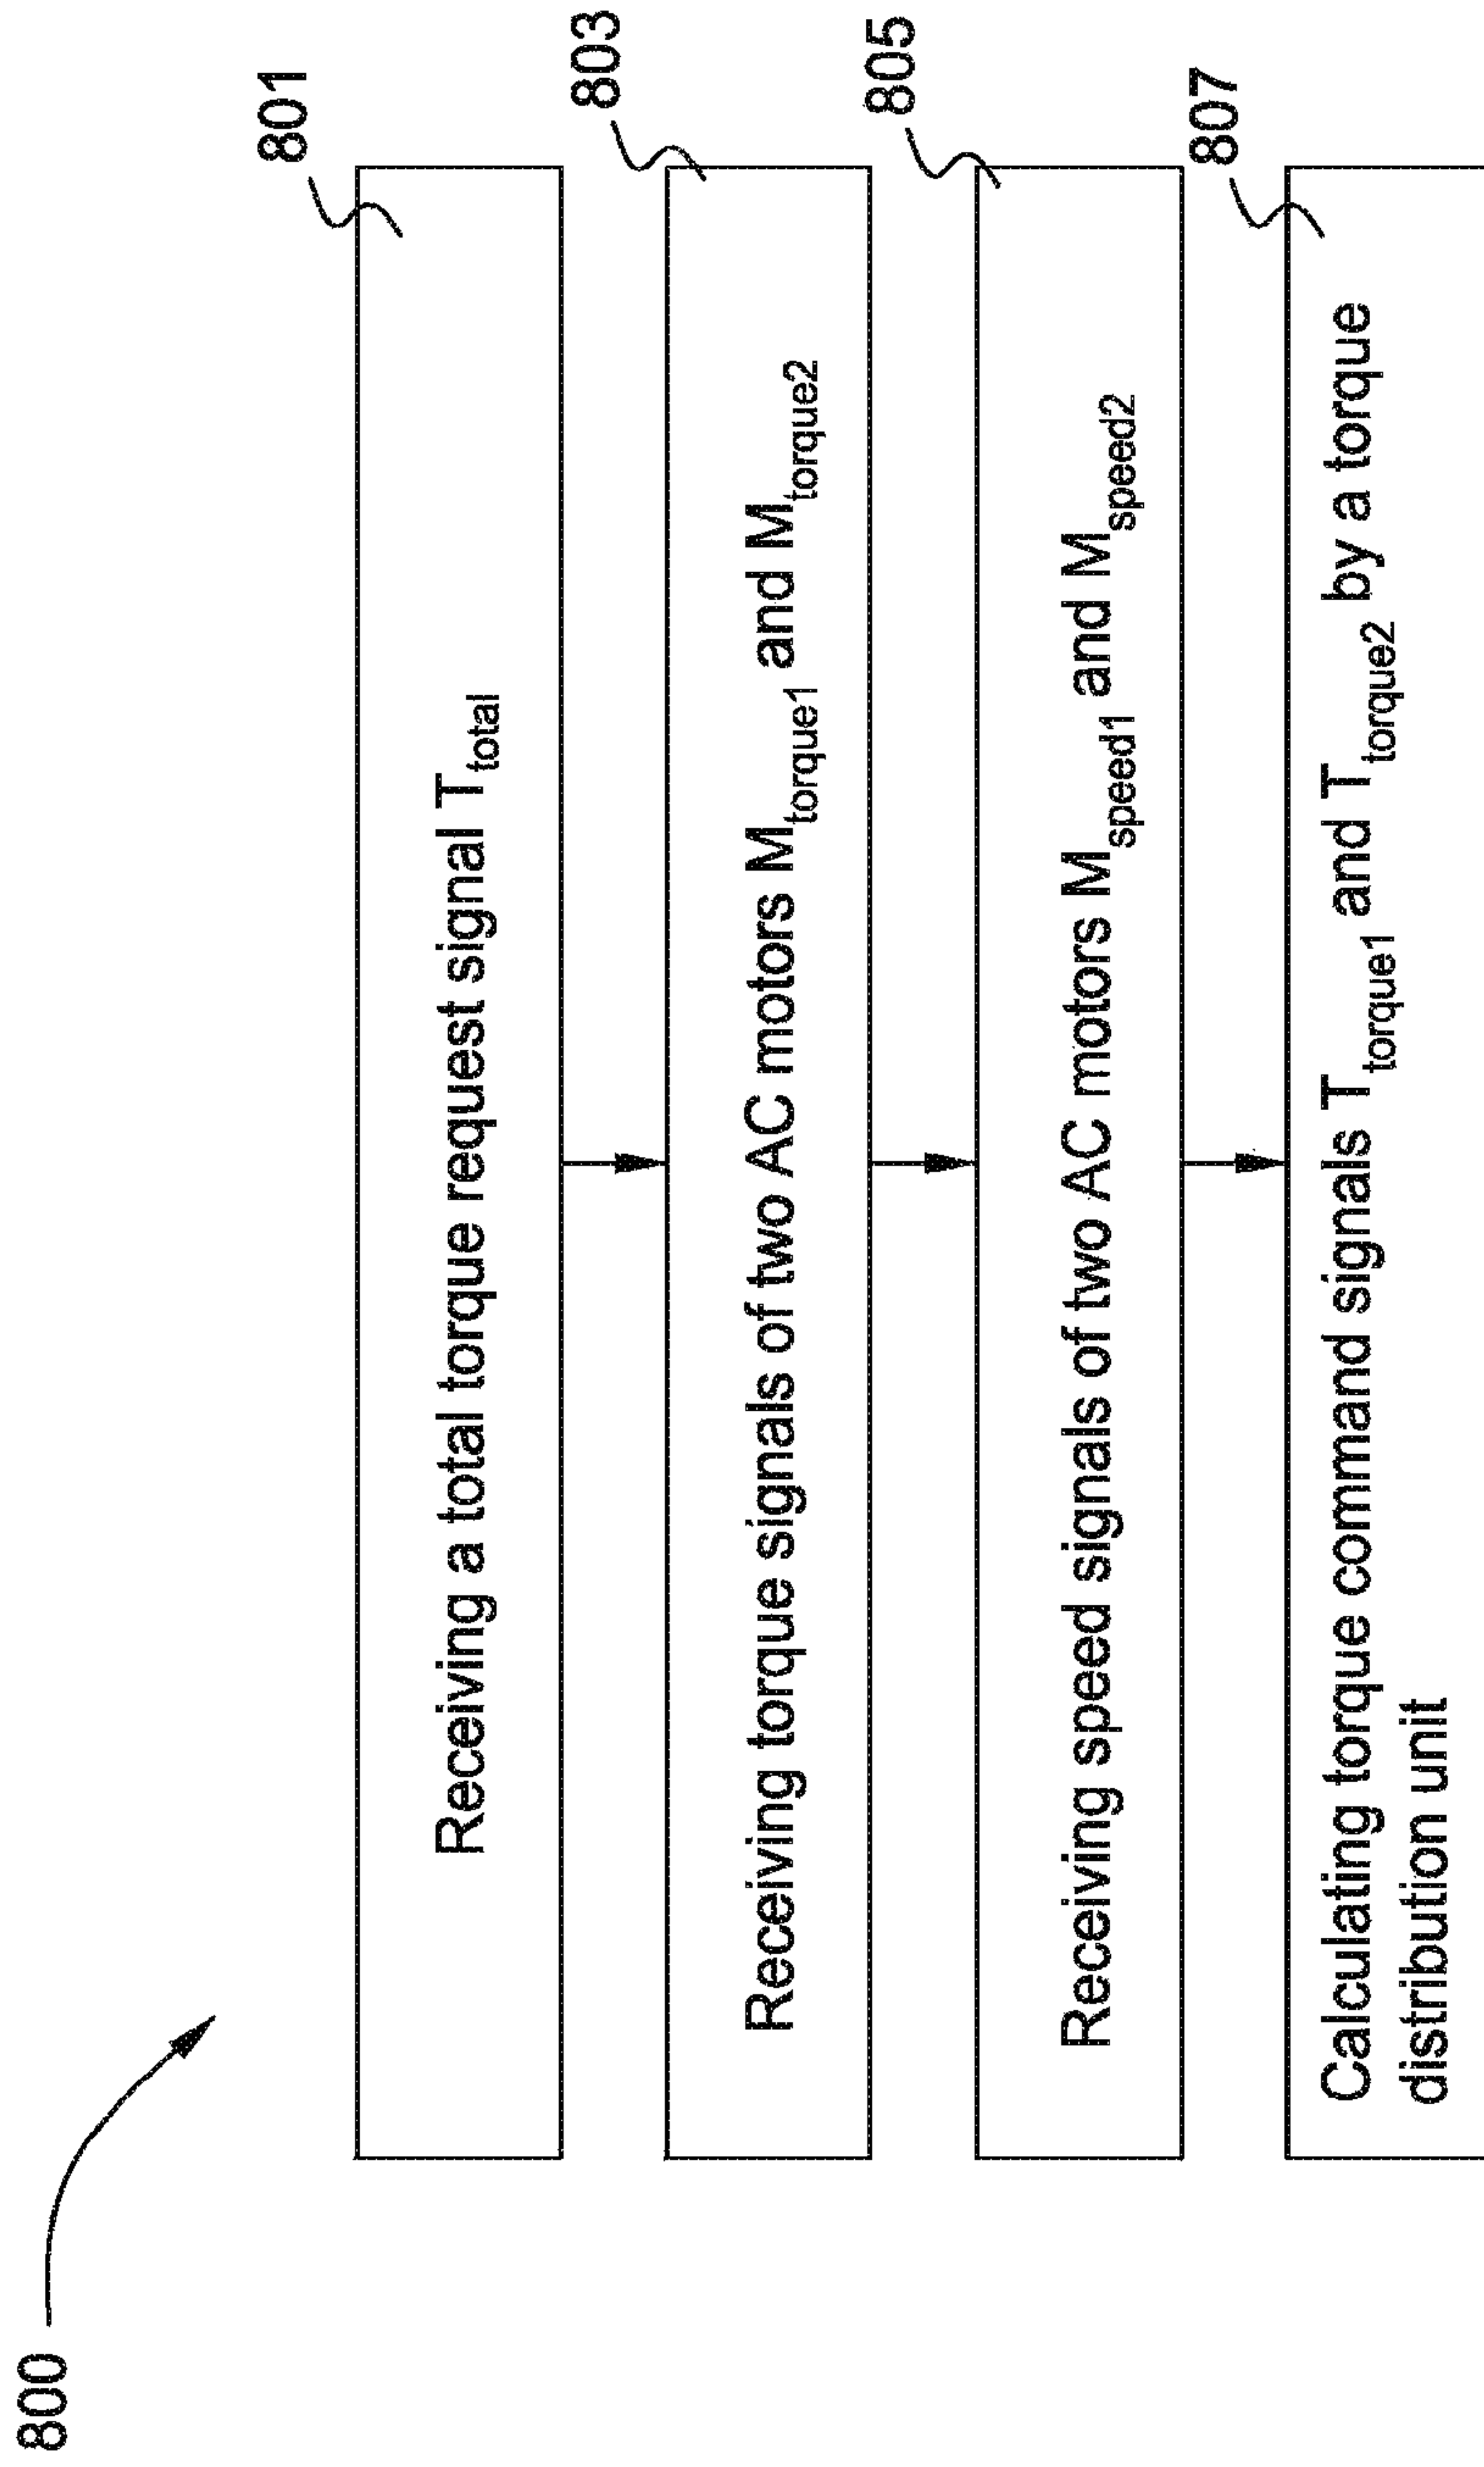 800
801
Receiving a total torque request signal T_total
803
Receiving torque signals of two AC motors M_torque1 and M_torque2
805
Receiving speed signals of two AC motors M_speed1 and M_speed2
807
Calculating torque command signals T_torque1 and T_torque2 by a torque
distribution unit